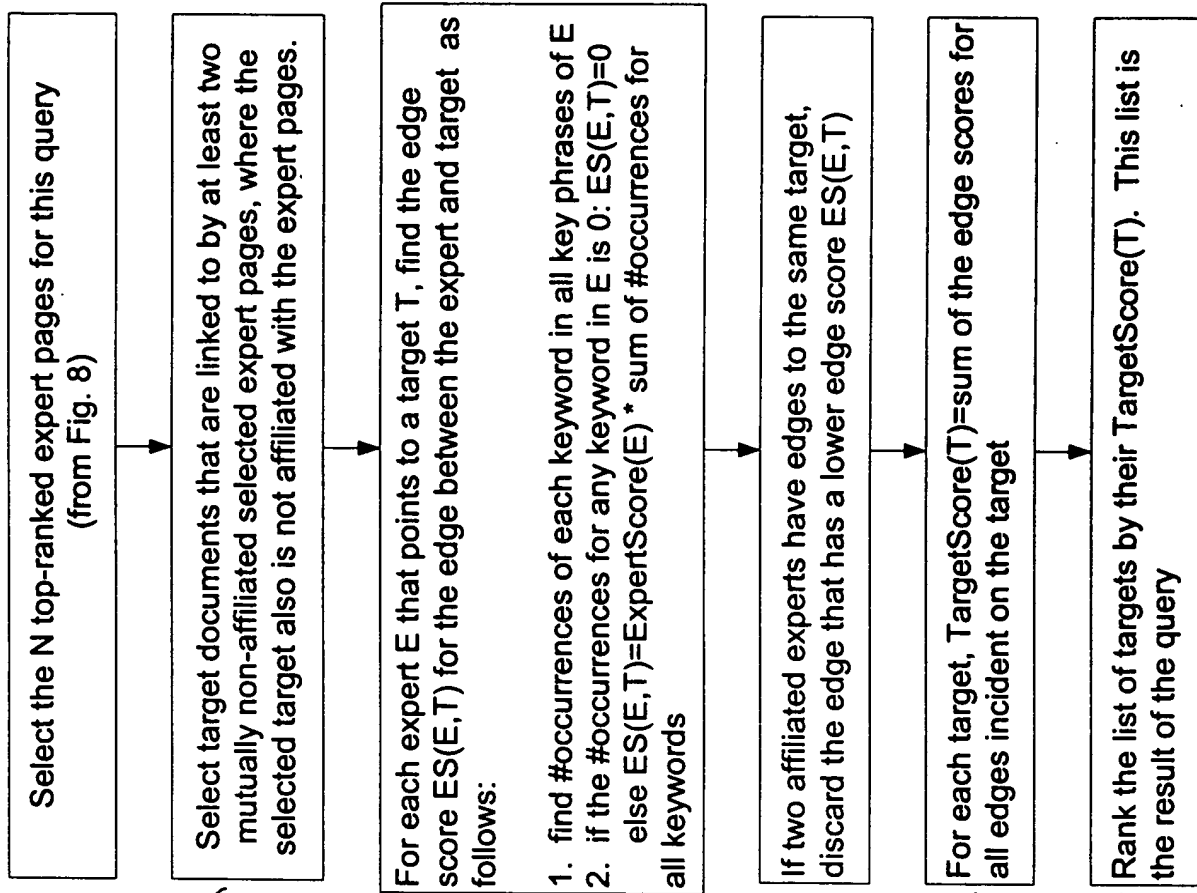 Select the N top-ranked expert pages for this query
(from Fig. 8)
Select target documents that are linked to by at least two
mutually non-affiliated selected expert pages, where the
selected target also is not affiliated with the expert pages.
For each expert E that points to a target T, find the edge
score ES(E,T) for the edge between the expert and target as
follows:
1. find #occurrences of each keyword in all key phrases of E
2. if the #occurrences for any keyword in E is 0: ES(E,T)=0
else ES(E,T)=ExpertScore(E) * sum of #occurrences for
all keywords
If two affiliated experts have edges to the same target,
discard the edge that has a lower edge score ES(E,T)
For each target, TargetScore(T)=sum of the edge scores for
all edges incident on the target
Rank the list of targets by their TargetScore(T). This list is
the result of the query